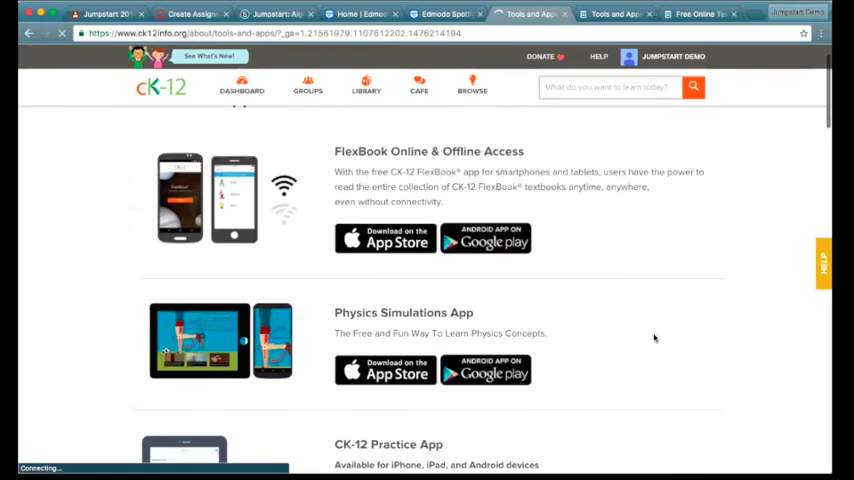 Jumpstart 201
Create Assignm
Jumpstart: Alg
Home | Edmod
Edmodo Spotlig
Tools and Apps
Tools and Apps
Free Online Te
Jumpstart Demo
https://www.ck12info.org/about/tools-and-apps/?_ga=1.21561979.1107612202.1476214194
See What's New!
DONATE
HELP
JUMPSTART DEMO
cK-12
DASHBOARD
GROUPS
LIBRARY
CAFE
BROWSE
What do you want to learn today?
FlexBook Online & Offline Access
With the free CK-12 FlexBook® app for smartphones and tablets, users have the power to
read the entire collection of CK-12 FlexBook® textbooks anytime, anywhere,
even without connectivity.
Download on the
App Store
ANDROID APP ON
Google play
HELP
Physics Simulations App
The Free and Fun Way To Learn Physics Concepts.
Download on the
App Store
ANDROID APP ON
Google play
CK-12 Practice App
Available for iPhone, iPad, and Android devices
Connecting...